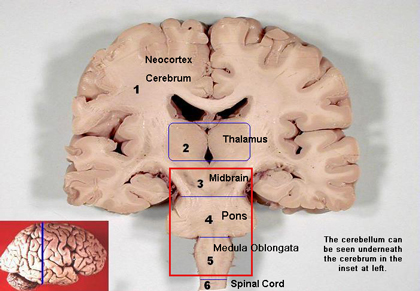 Neocortex
Cerebrum
1
Thalamus
2
Midbrain
3
4 Pons
Medula Oblongata
5
The cerebellum can
be seen underneath
the cerebrum in the
inset at left.
6 Spinal Cord